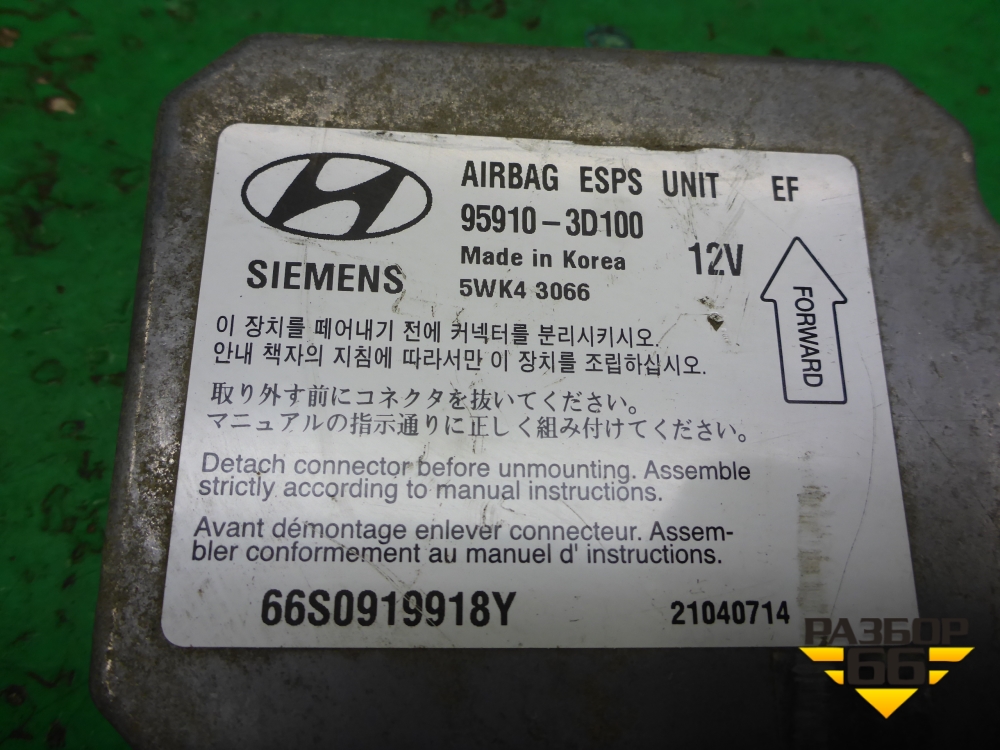 AIRBAG ESPS UNIT EF
95910-3D100
Made in Korea
12V
SIEMENS
5WK4 3066
FORWARD
이 장치를 떼어내기 전에 커넥터를 분리시키시오.
안내 책자의 지침에 따라서만 이 장치를 조립하십시오.
取り外す前にコネクタを抜いてください。
マニュアルの指示通りに正しく組み付けてください。
Detach connector before unmounting. Assemble
strictly according to manual instructions.
Avant démontage enlever connecteur. Assem-
bler conformement au manuel d' instructions.
66S0919918Y
21040714
РАЗБОР
66